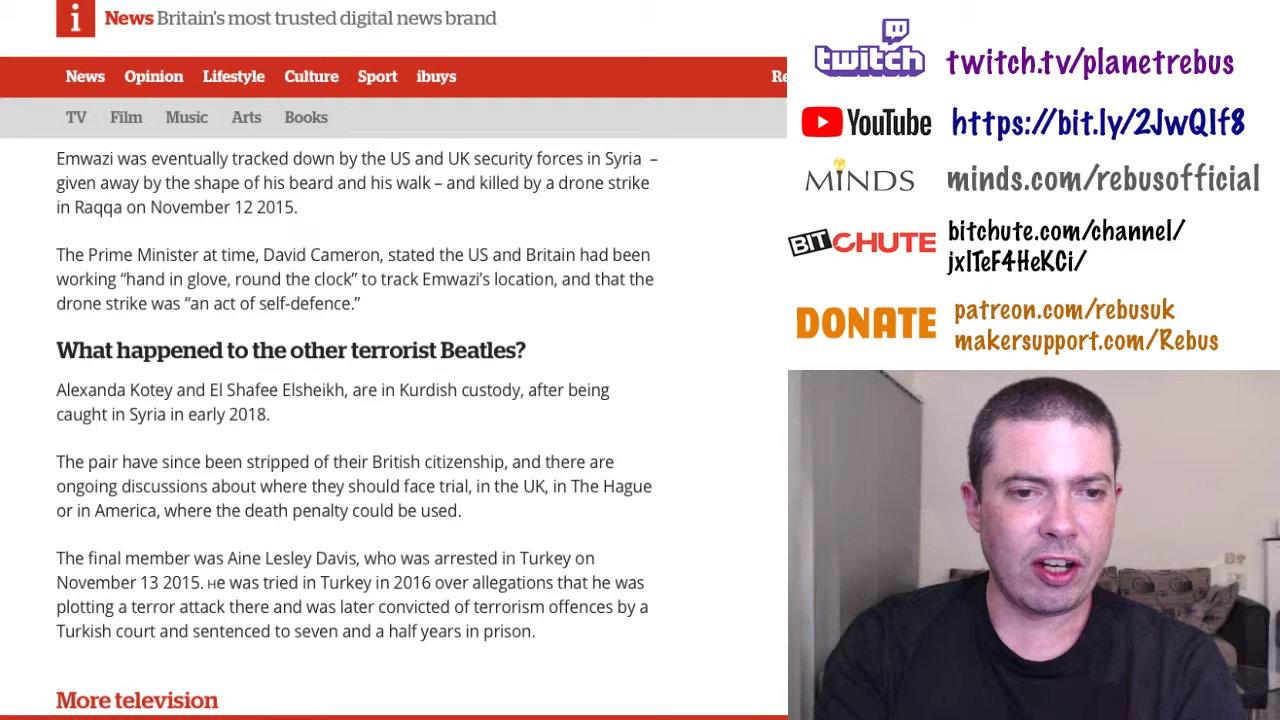 i
News Britain's most trusted digital news brand
News Opinion Lifestyle Culture Sport ibuys
TV Film Music Arts Books
Emwazi was eventually tracked down by the US and UK security forces in Syria –
given away by the shape of his beard and his walk – and killed by a drone strike
in Raqqa on November 12 2015.
The Prime Minister at time, David Cameron, stated the US and Britain had been
working “hand in glove, round the clock” to track Emwazi’s location, and that the
drone strike was “an act of self-defence.”
What happened to the other terrorist Beatles?
Alexanda Kotey and El Shafee Elsheikh, are in Kurdish custody, after being
caught in Syria in early 2018.
The pair have since been stripped of their British citizenship, and there are
ongoing discussions about where they should face trial, in the UK, in The Hague
or in America, where the death penalty could be used.
The final member was Aine Lesley Davis, who was arrested in Turkey on
November 13 2015. HE was tried in Turkey in 2016 over allegations that he was
plotting a terror attack there and was later convicted of terrorism offences by a
Turkish court and sentenced to seven and a half years in prison.
More television
twitch twitch.tv/planetrebus
YouTube https://bit.ly/2JwQIf8
MINDS minds.com/rebusofficial
BITCHUTE bitchute.com/channel/
jxITeF4HeKCi/
DONATE patreon.com/rebusuk
makersupport.com/Rebus